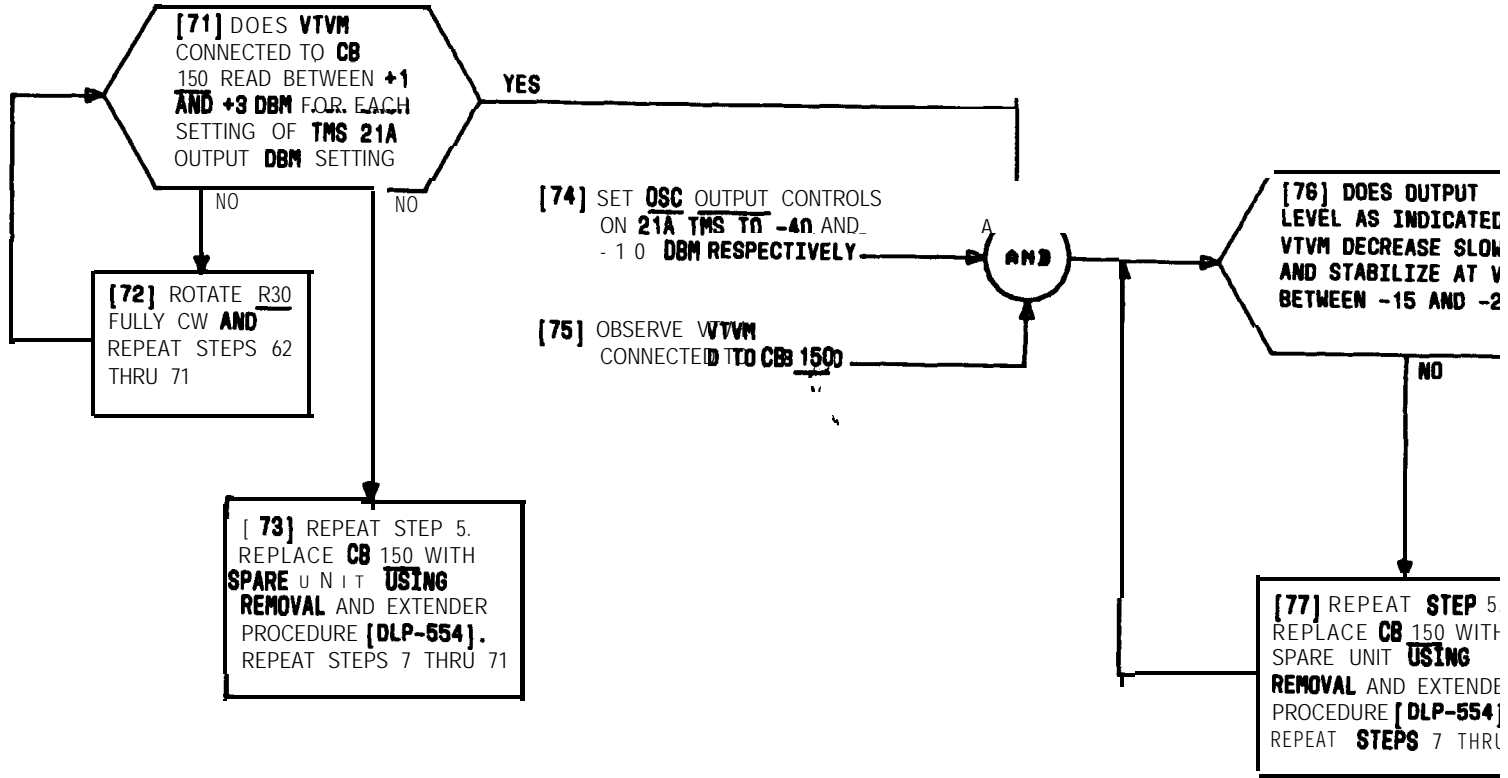 [71] DOES VTVM
CONNECTED TO CB
150 READ BETWEEN +1
AND +3 DBM FOR EACH
SETTING OF TMS 21A
OUTPUT DBM SETTING
YES
NO
NO
[72] ROTATE R30
FULLY CW AND
REPEAT STEPS 62
THRU 71
[73] REPEAT STEP 5.
REPLACE CB 150 WITH
SPARE UNIT USING
REMOVAL AND EXTENDER
PROCEDURE [DLP-554].
REPEAT STEPS 7 THRU 71
[74] SET OSC OUTPUT CONTROLS
ON 21A TMS TO -40 AND
-10 DBM RESPECTIVELY
[75] OBSERVE VTVM
CONNECTED TO CB 150
A
AND
[76] DOES OUTPUT
LEVEL AS INDICATED
VTVM DECREASE SLOW
AND STABILIZE AT V
BETWEEN -15 AND -2
NO
[77] REPEAT STEP 5.
REPLACE CB 150 WITH
SPARE UNIT USING
REMOVAL AND EXTENDE
PROCEDURE [DLP-554]
REPEAT STEPS 7 THRU